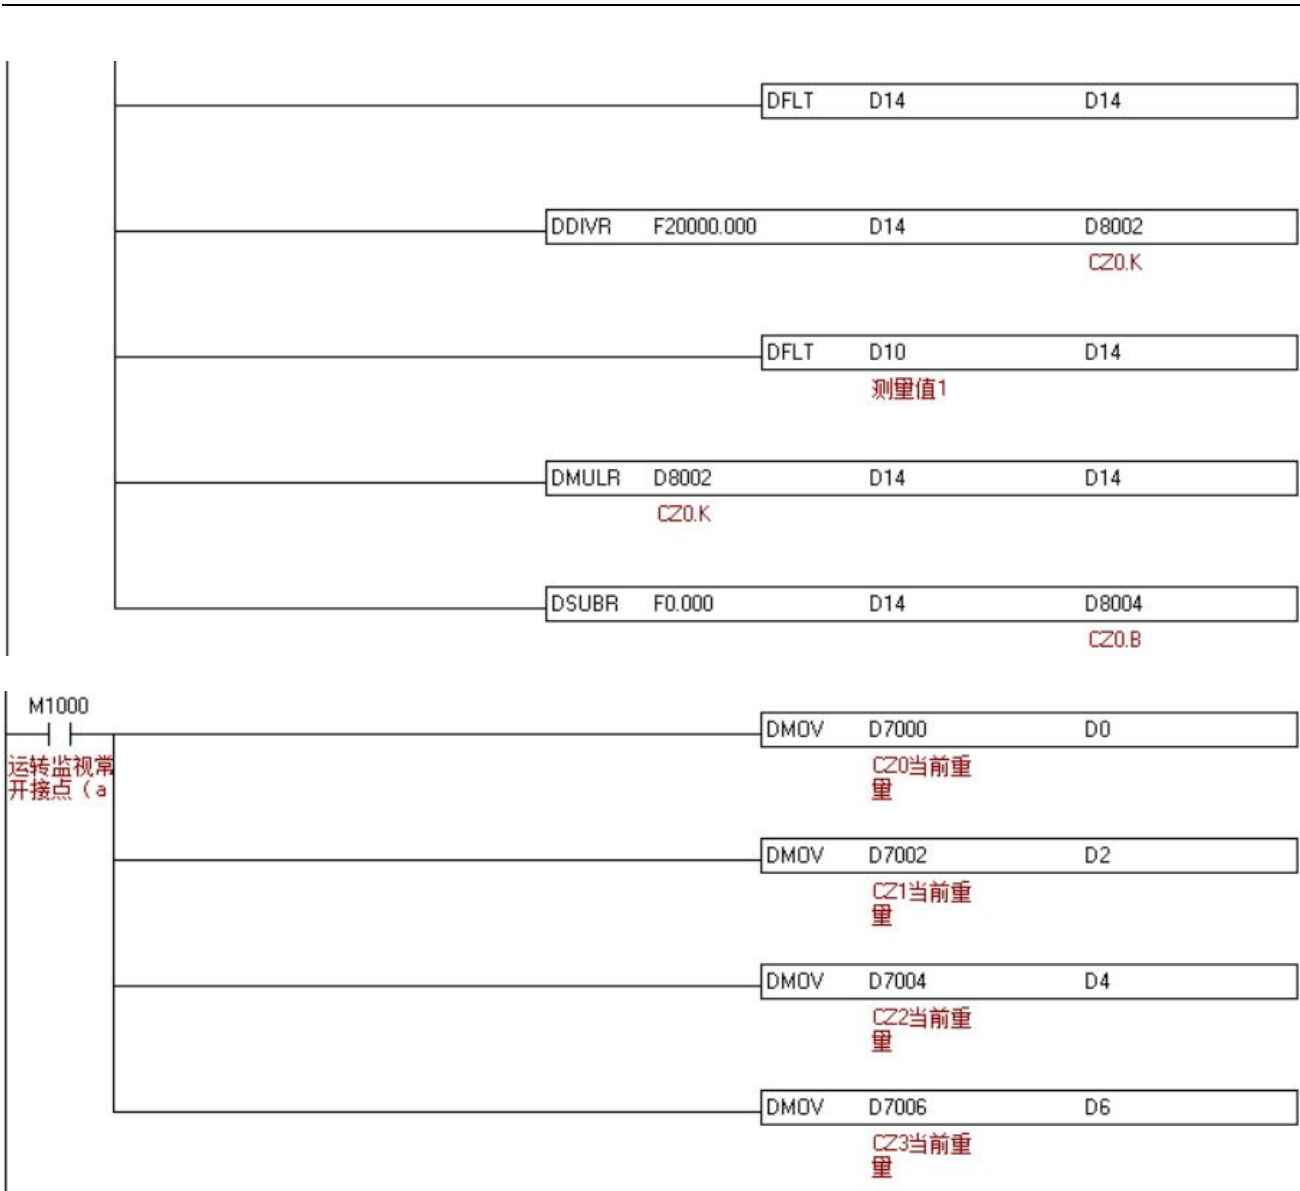 DFLT D14 D14
DDIVR F20000.000 D14 D8002
CZ0.K
DFLT D10 D14
测量值1
DMULR D8002 D14 D14
CZ0.K
DSUBR F0.000 D14 D8004
CZ0.B
M1000
DMOV D7000 D0
运转监视常
开接点（a
CZ0当前重
量
DMOV D7002 D2
CZ1当前重
量
DMOV D7004 D4
CZ2当前重
量
DMOV D7006 D6
CZ3当前重
量